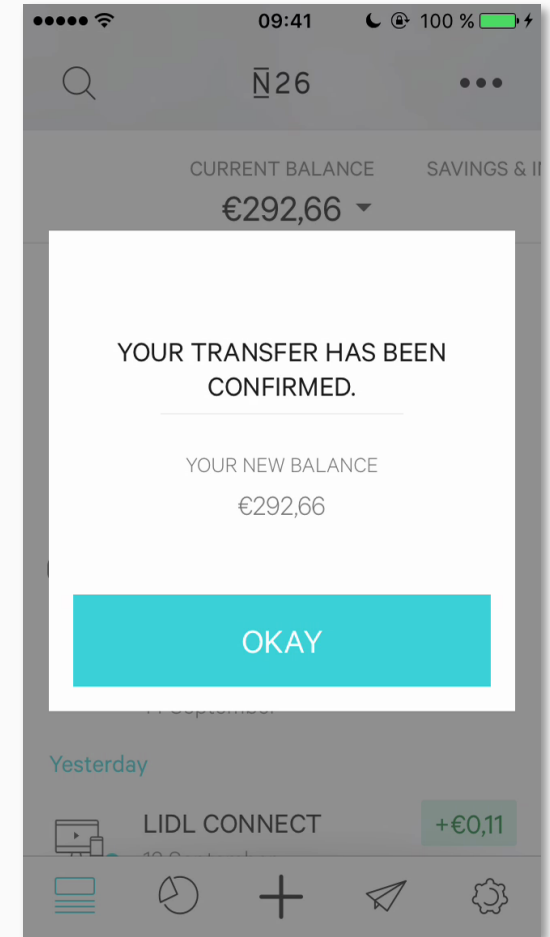 09:41
100 %
N26
CURRENT BALANCE
SAVINGS &
€292,66
YOUR TRANSFER HAS BEEN
CONFIRMED.
YOUR NEW BALANCE
€292,66
OKAY
Yesterday
LIDL CONNECT
+€0,11